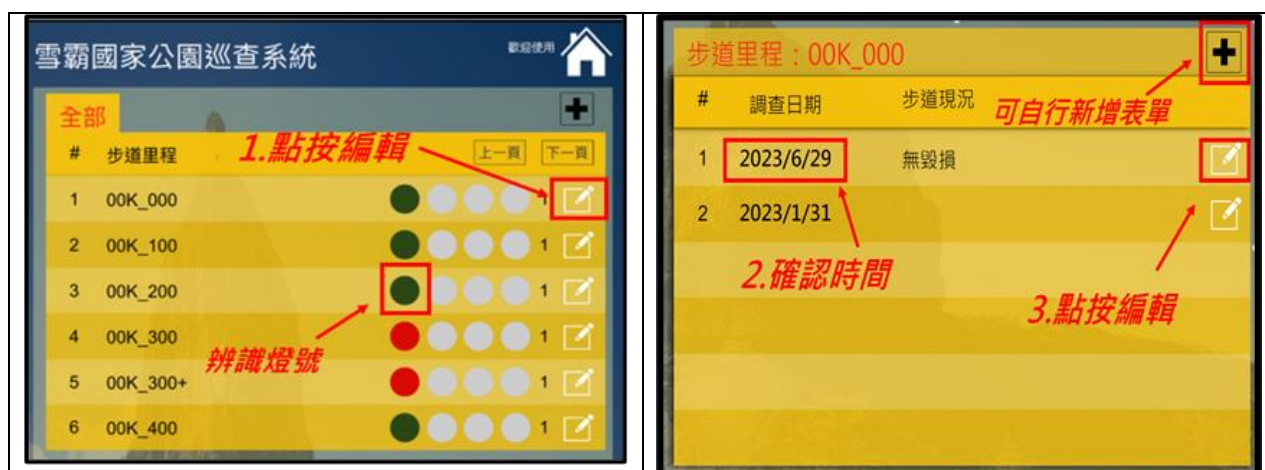 雪霸國家公園巡查系統
歡迎使用
全部
# 步道里程
上一頁 下一頁
1.點按編輯
1 00K_000 1
2 00K_100 1
3 00K_200 1
4 00K_300 1
辨識燈號
5 00K_300+ 1
6 00K_400 1
步道里程：00K_000
# 調查日期 步道現況
可自行新增表單
1 2023/6/29 無毀損
2 2023/1/31
2.確認時間
3.點按編輯